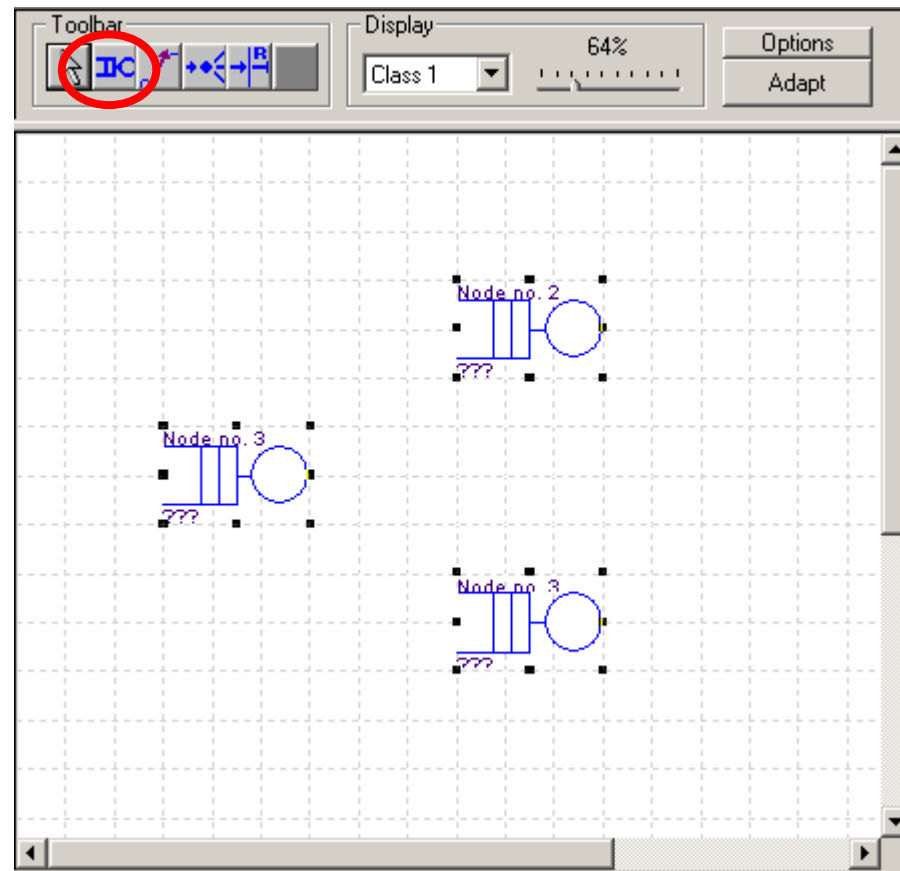 Toolbar
Display
R
Class 1
64%
Options
Adapt
Node no. 2
???
Node no. 3
???
Node no. 3
???